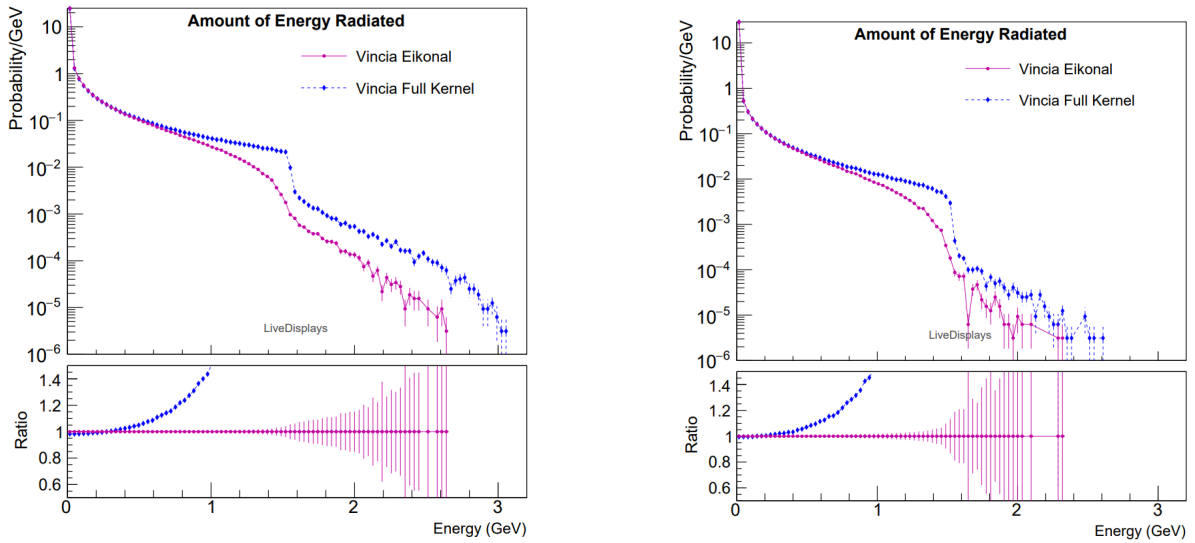 Amount of Energy Radiated
Probability/GeV
Vincia Eikonal
Vincia Full Kernel
10
1
10⁻¹
10⁻²
10⁻³
10⁻⁴
10⁻⁵
10⁻⁶
LiveDisplays
Ratio
1.4
1.2
1
0.8
0.6
0 1 2 3
Energy (GeV)
Amount of Energy Radiated
Probability/GeV
Vincia Eikonal
Vincia Full Kernel
10
1
10⁻¹
10⁻²
10⁻³
10⁻⁴
10⁻⁵
10⁻⁶
LiveDisplays
Ratio
1.4
1.2
1
0.8
0.6
0 1 2 3
Energy (GeV)